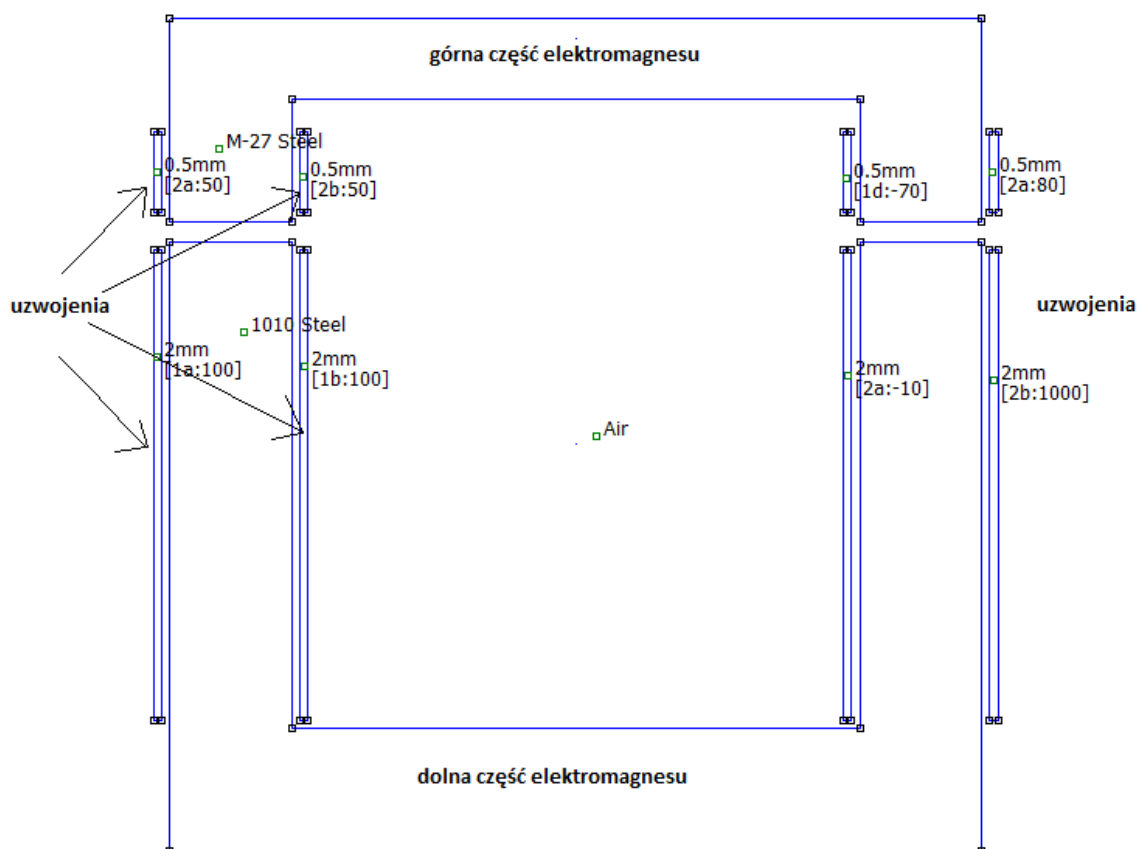 górna część elektromagnesu
M-27 Steel
0.5mm
[2a:50]
0.5mm
[2b:50]
0.5mm
[1d:-70]
0.5mm
[2a:80]
uzwojenia
uzwojenia
1010 Steel
2mm
[1a:100]
2mm
[1b:100]
2mm
[2a:-10]
2mm
[2b:1000]
Air
dolna część elektromagnesu